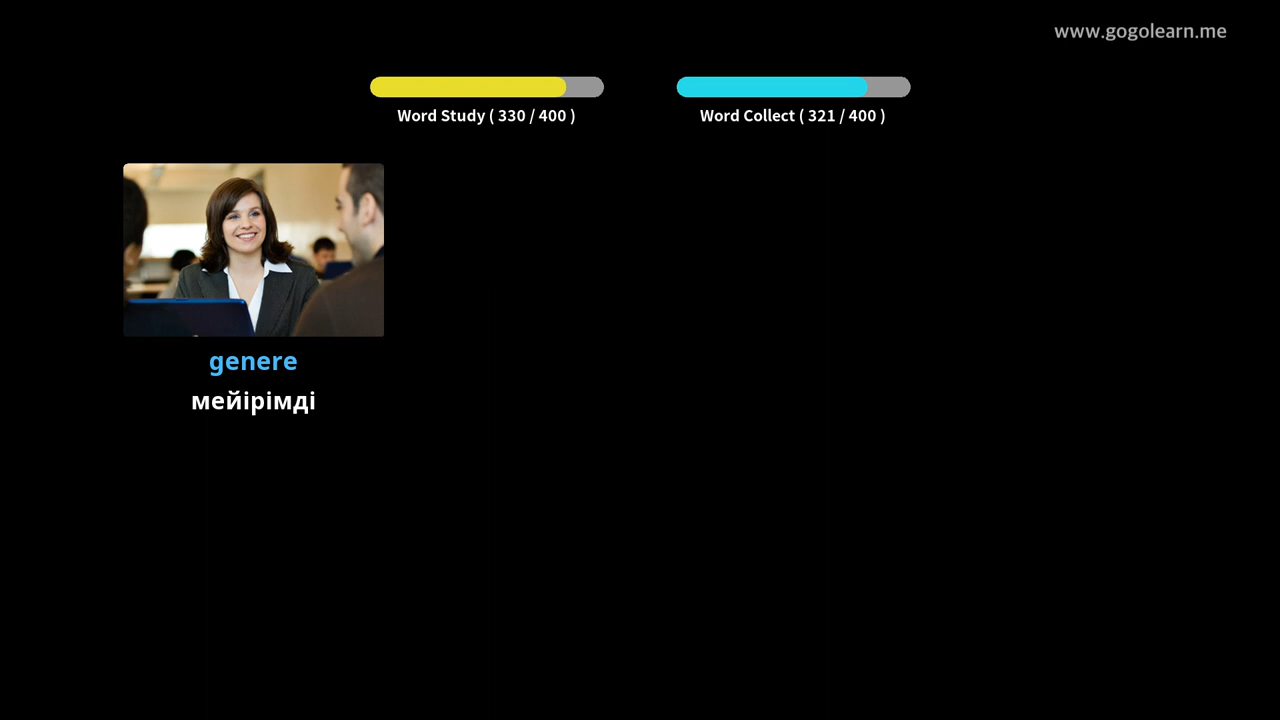 www.gogolearn.me
Word Study ( 330 / 400 )
Word Collect ( 321 / 400 )
genere
мейірімді